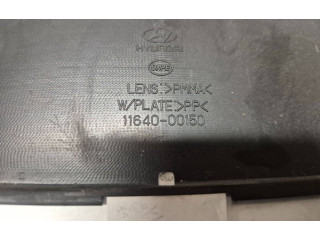 HYUNDAI
LENS:>PMMA<
W/PLATE>PP<
11640-00150